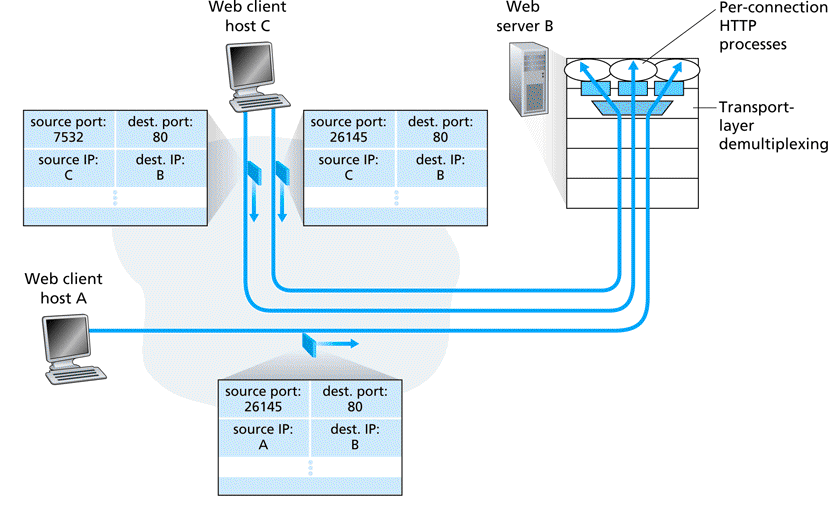 Web client
host C
Web
server B
Per-connection
HTTP
processes
Transport-
layer
demultiplexing
source port:
7532
dest. port:
80
source IP:
C
dest. IP:
B
source port:
26145
dest. port:
80
source IP:
C
dest. IP:
B
Web client
host A
source port:
26145
dest. port:
80
source IP:
A
dest. IP:
B